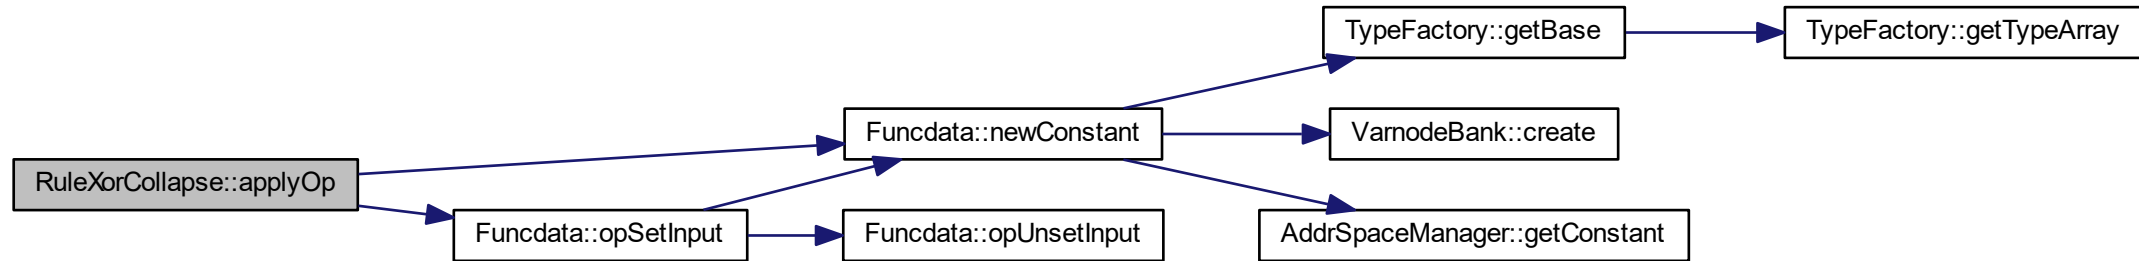 TypeFactory::getBase
TypeFactory::getTypeArray
Funcdata::newConstant
VarnodeBank::create
RuleXorCollapse::applyOp
Funcdata::opSetInput
Funcdata::opUnsetInput
AddrSpaceManager::getConstant